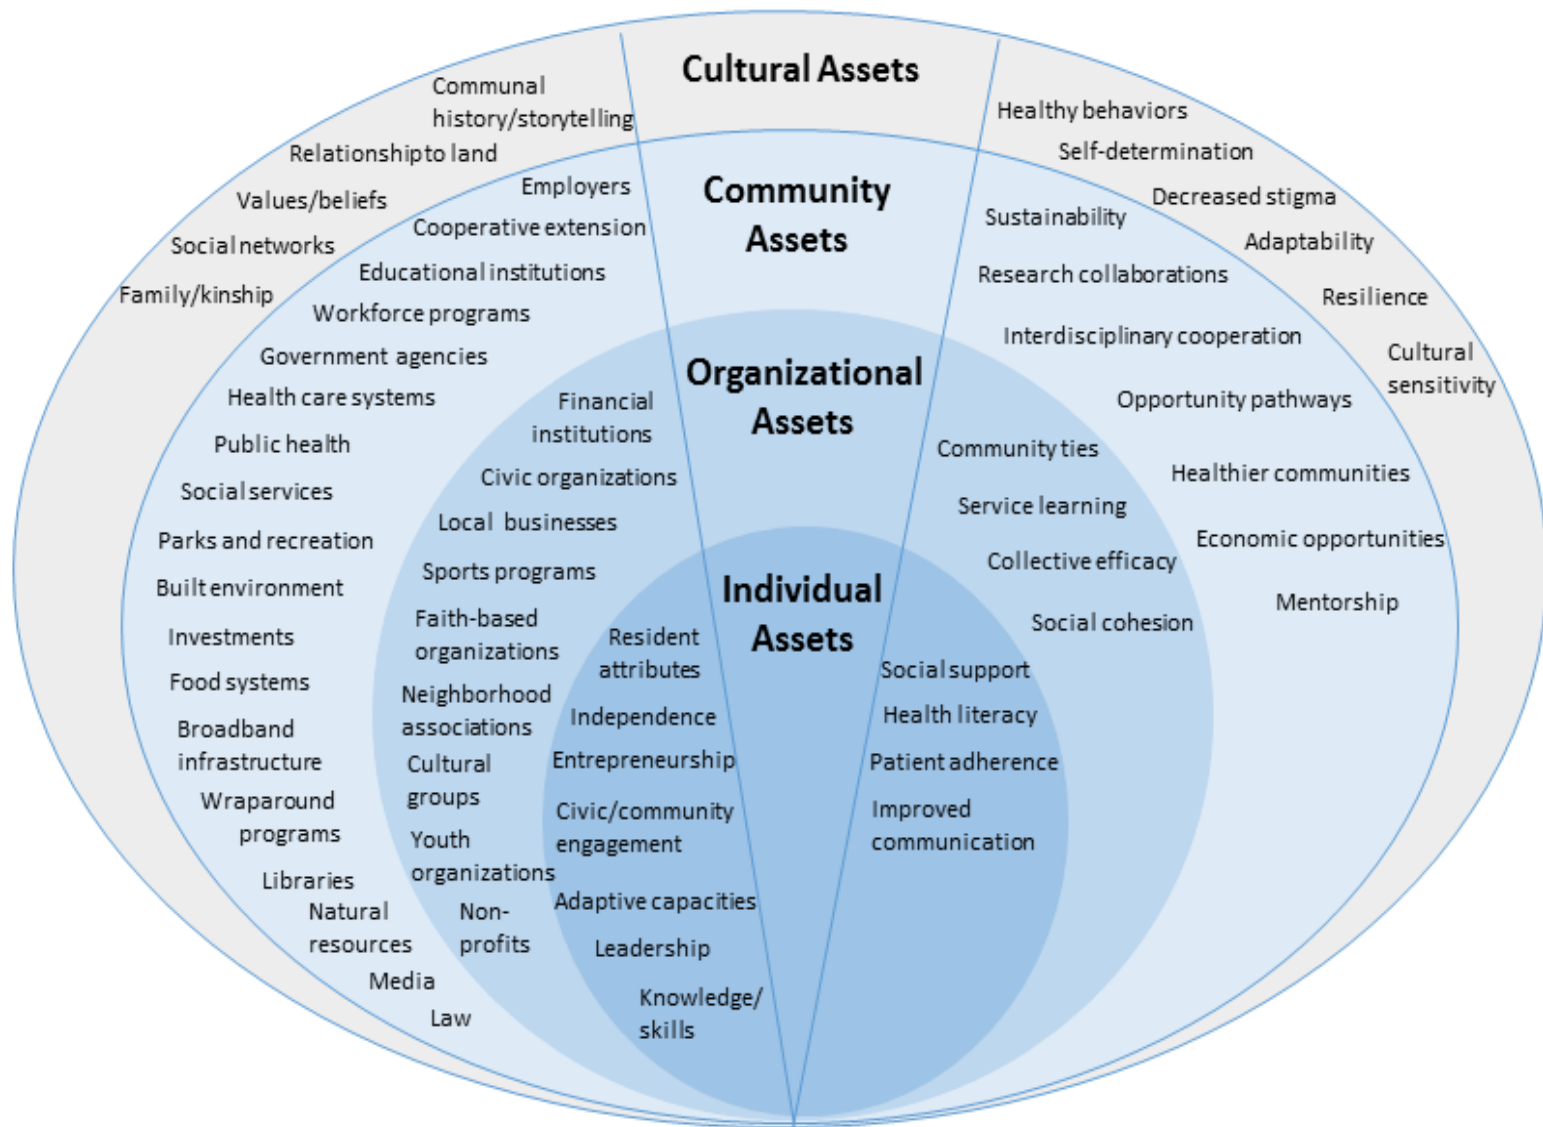 Cultural Assets
Communal
history/storytelling
Relationship to land
Values/beliefs
Social networks
Family/kinship
Healthy behaviors
Self-determination
Decreased stigma
Adaptability
Resilience
Cultural
sensitivity
Community
Assets
Employers
Cooperative extension
Educational institutions
Workforce programs
Government agencies
Health care systems
Public health
Social services
Parks and recreation
Built environment
Investments
Food systems
Broadband
infrastructure
Wraparound
programs
Libraries
Natural
resources
Media
Law
Sustainability
Research collaborations
Interdisciplinary cooperation
Opportunity pathways
Healthier communities
Economic opportunities
Mentorship
Organizational
Assets
Financial
institutions
Civic organizations
Local businesses
Sports programs
Faith-based
organizations
Neighborhood
associations
Cultural
groups
Youth
organizations
Non-
profits
Community ties
Service learning
Collective efficacy
Social cohesion
Individual
Assets
Resident
attributes
Independence
Entrepreneurship
Civic/community
engagement
Adaptive capacities
Leadership
Knowledge/
skills
Social support
Health literacy
Patient adherence
Improved
communication